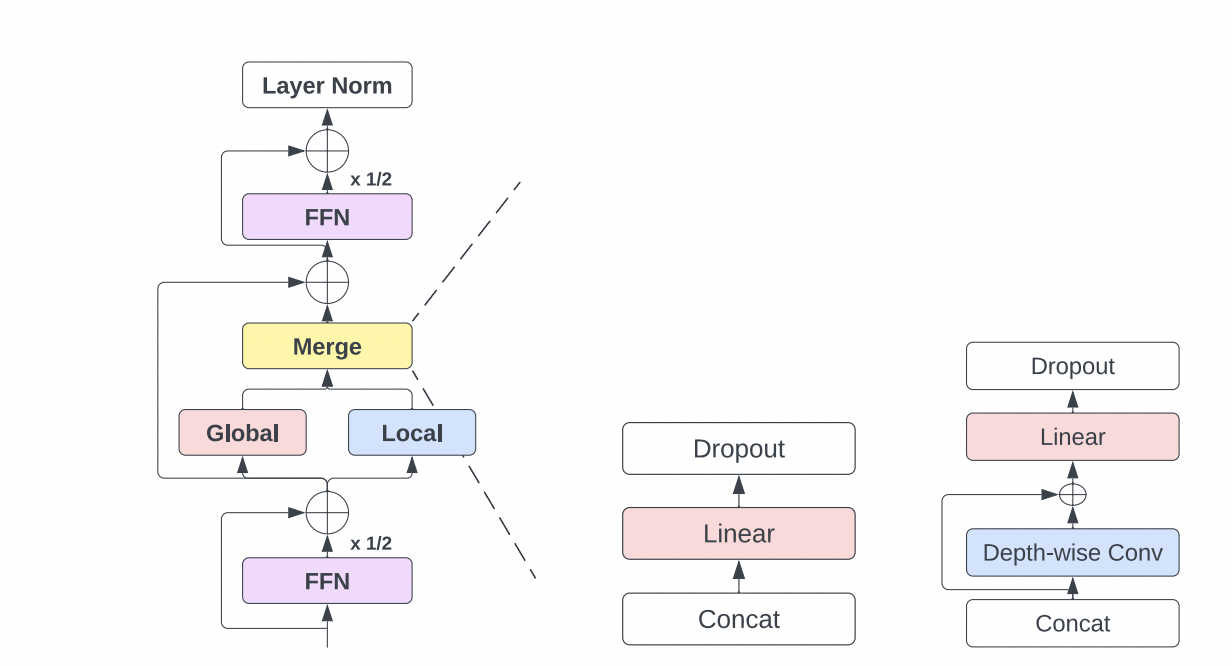 Layer Norm
x 1/2
FFN
Merge
Global
Local
x 1/2
FFN
Dropout
Linear
Concat
Dropout
Linear
Depth-wise Conv
Concat